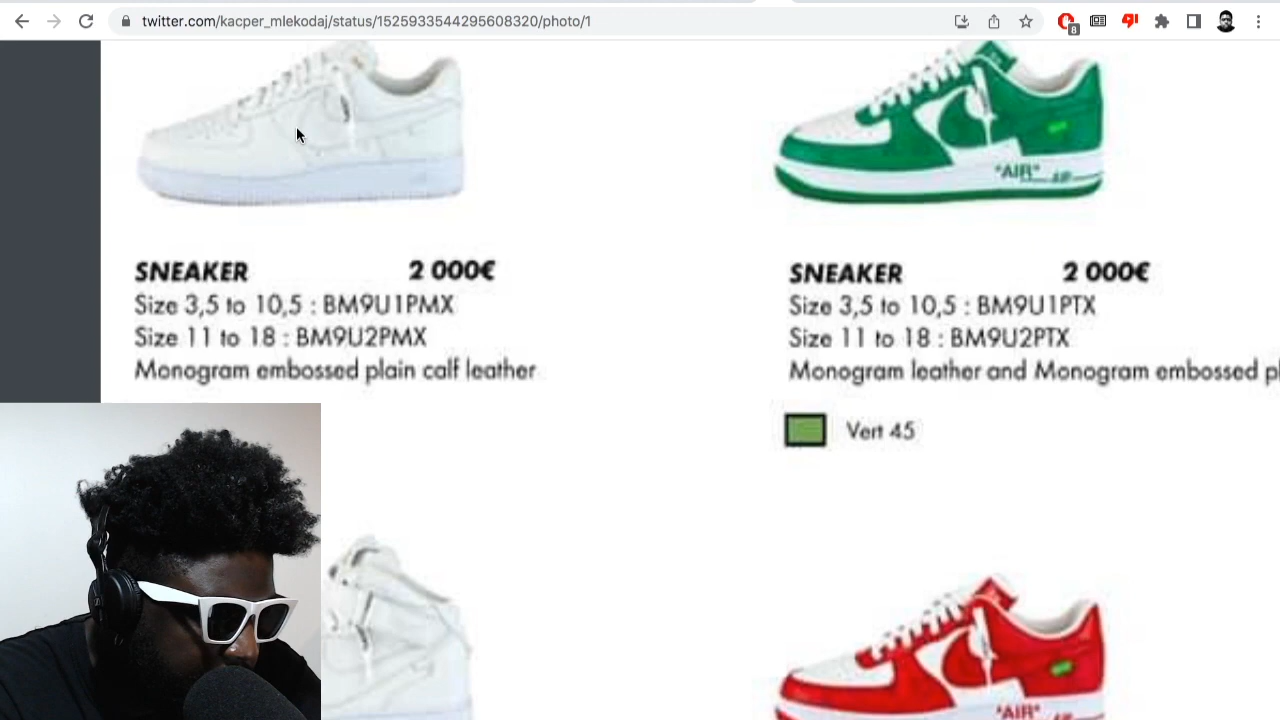 twitter.com/kacper_mlekodaj/status/1525933544295608320/photo/1
8
"AIR"
SNEAKER 2 000€
Size 3,5 to 10,5 : BM9U1PMX
Size 11 to 18 : BM9U2PMX
Monogram embossed plain calf leather
SNEAKER 2 000€
Size 3,5 to 10,5 : BM9U1PTX
Size 11 to 18 : BM9U2PTX
Monogram leather and Monogram embossed pl
Vert 45
"AIR"